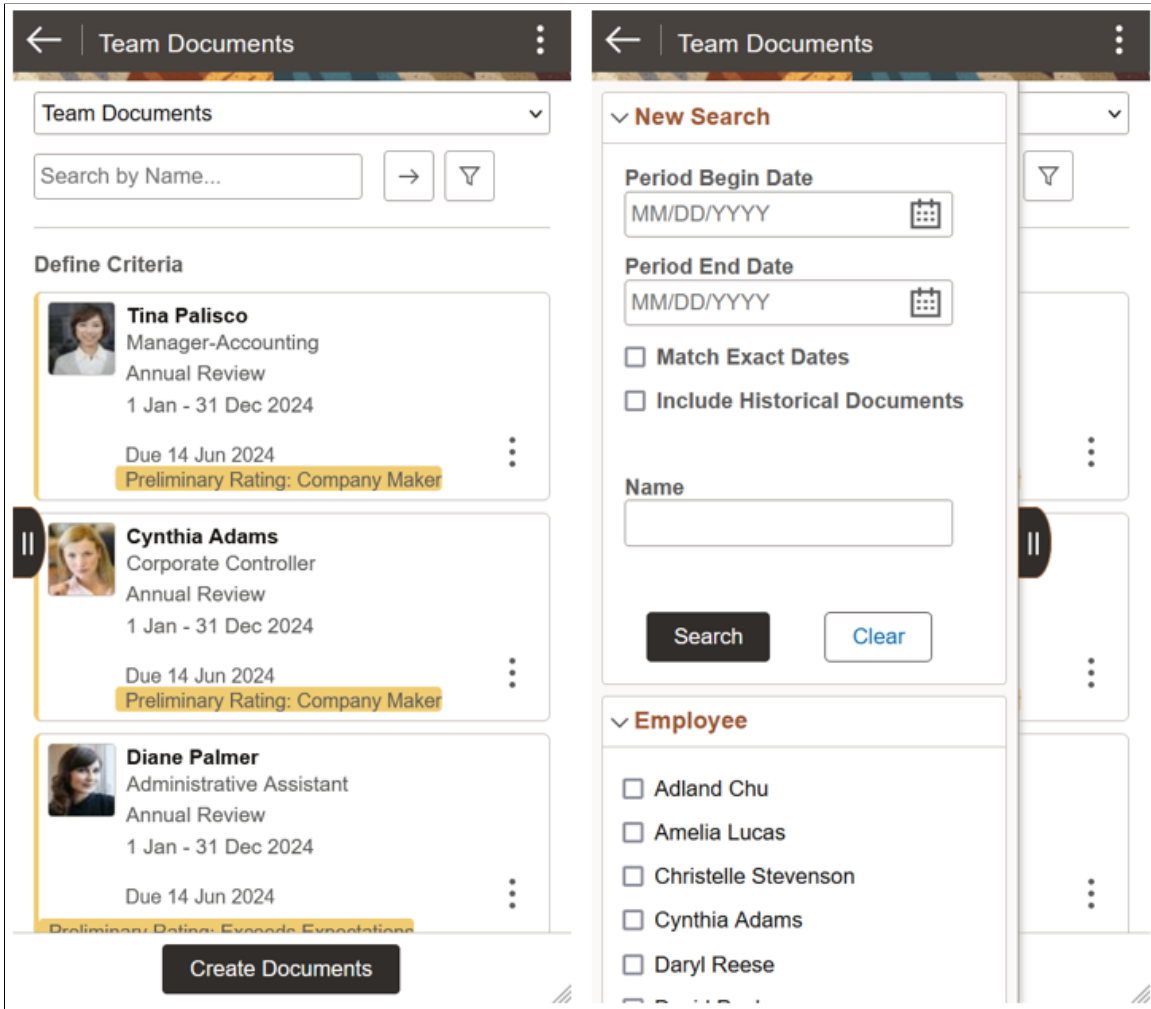 Team Documents
Team Documents
Search by Name...
Define Criteria
Tina Palisco
Manager-Accounting
Annual Review
1 Jan - 31 Dec 2024
Due 14 Jun 2024
Preliminary Rating: Company Maker
Cynthia Adams
Corporate Controller
Annual Review
1 Jan - 31 Dec 2024
Due 14 Jun 2024
Preliminary Rating: Company Maker
Diane Palmer
Administrative Assistant
Annual Review
1 Jan - 31 Dec 2024
Due 14 Jun 2024
Preliminary Rating: Exceeds Expectations
Create Documents
Team Documents
New Search
Period Begin Date
MM/DD/YYYY
Period End Date
MM/DD/YYYY
Match Exact Dates
Include Historical Documents
Name
Search
Clear
Employee
Adland Chu
Amelia Lucas
Christelle Stevenson
Cynthia Adams
Daryl Reese